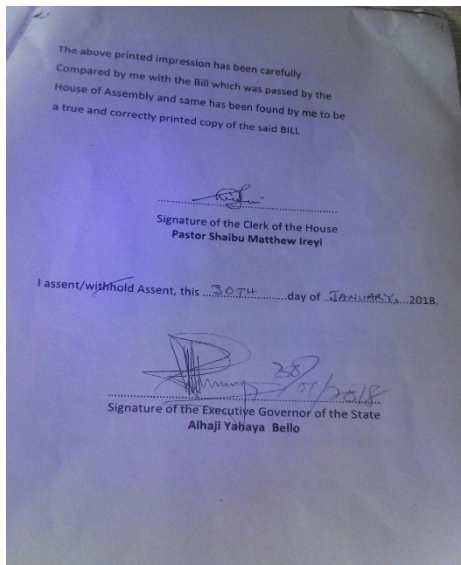 The above printed impression has been carefully
Compared by me with the Bill which was passed by the
House of Assembly and same has been found by me to be
a true and correctly printed copy of the said BILL
Signature of the Clerk of the House
Pastor Shaibu Matthew Ireyi
I assent/withhold Assent, this ...30TH...............day of ..JANUARY,...2018.
28/01/2018
Signature of the Executive Governor of the State
Alhaji Yahaya Bello